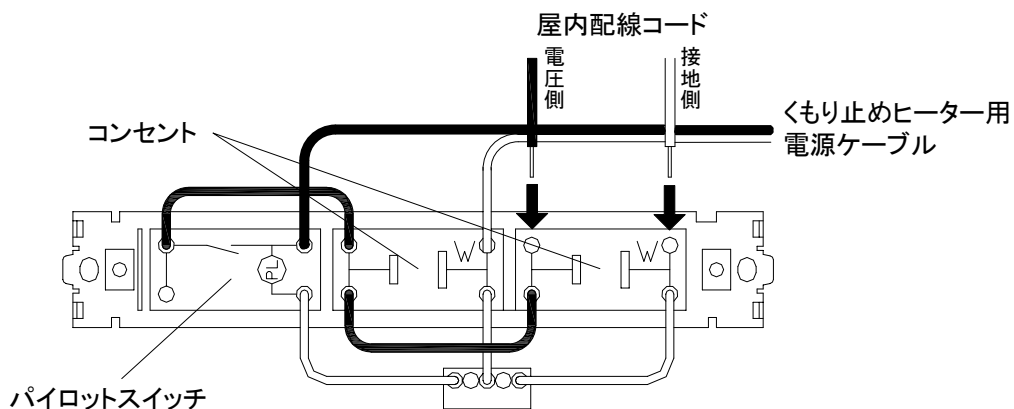 屋内配線コード
電圧側
接地側
くもり止めヒーター用
電源ケーブル
コンセント
PL
W
W
パイロットスイッチ